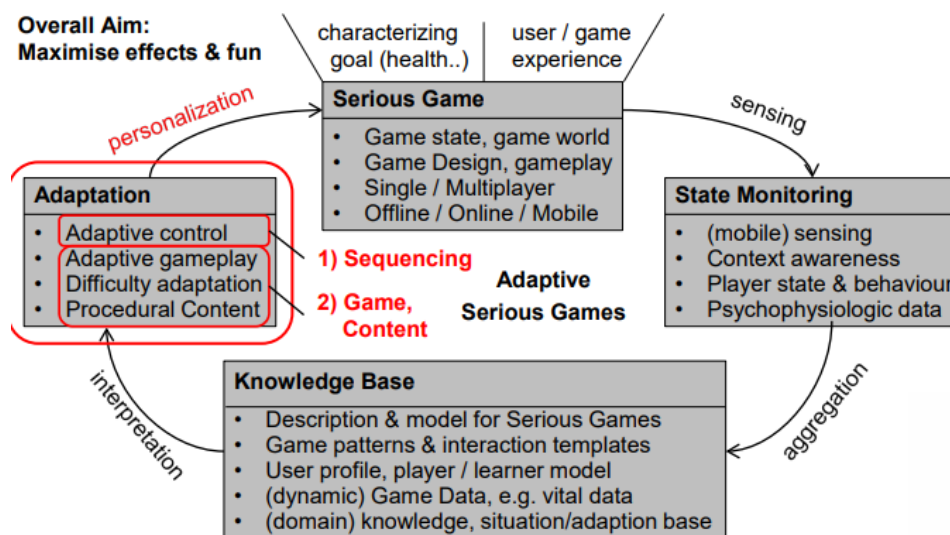 Overall Aim:
Maximise effects & fun
characterizing
goal (health..)
user / game
experience
personalization
Serious Game
• Game state, game world
• Game Design, gameplay
• Single / Multiplayer
• Offline / Online / Mobile
sensing
Adaptation
• Adaptive control
• Adaptive gameplay
• Difficulty adaptation
• Procedural Content
1) Sequencing
2) Game,
Content
Adaptive
Serious Games
State Monitoring
• (mobile) sensing
• Context awareness
• Player state & behaviour
• Psychophysiologic data
interpretation
Knowledge Base
• Description & model for Serious Games
• Game patterns & interaction templates
• User profile, player / learner model
• (dynamic) Game Data, e.g. vital data
• (domain) knowledge, situation/adaption base
aggregation